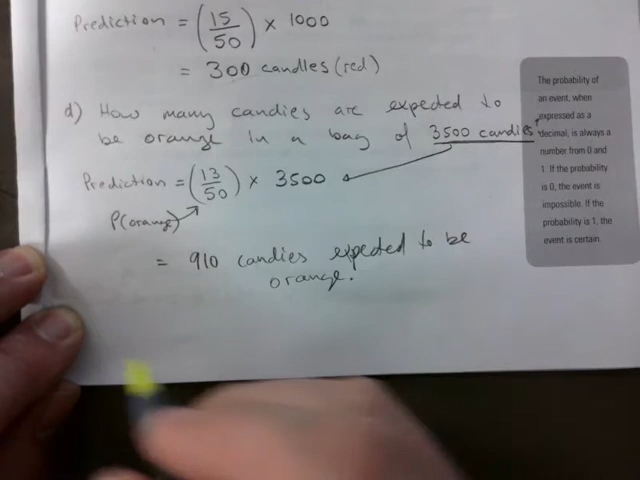 Prediction = (15/50) × 1000
= 300 candles (red)
d) How many candies are expected to
be orange in a bag of 3500 candies
Prediction = (13/50) × 3500
P(orange)
= 910 candies expected to be
orange.
The probability of
an event, when
expressed as a
decimal, is always a
number from 0 and
1. If the probability
is 0, the event is
impossible. If the
probability is 1, the
event is certain.